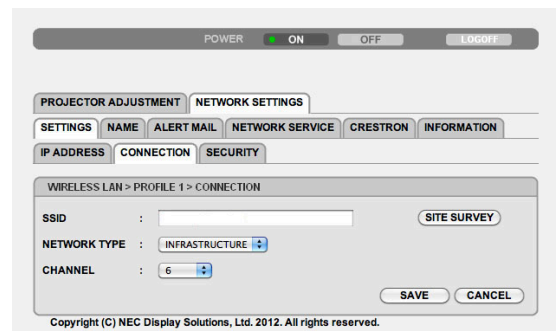 POWER ON OFF LOGOFF
PROJECTOR ADJUSTMENT NETWORK SETTINGS
SETTINGS NAME ALERT MAIL NETWORK SERVICE CRESTRON INFORMATION
IP ADDRESS CONNECTION SECURITY
WIRELESS LAN > PROFILE 1 > CONNECTION
SSID : SITE SURVEY
NETWORK TYPE : INFRASTRUCTURE
CHANNEL : 6
SAVE CANCEL
Copyright (C) NEC Display Solutions, Ltd. 2012. All rights reserved.